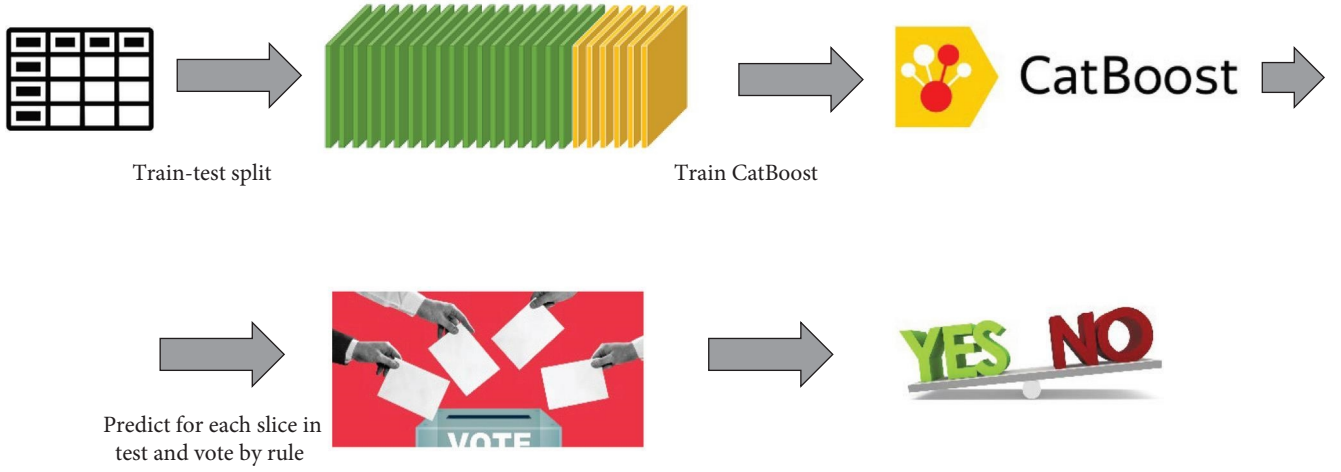 CatBoost
Train-test split
Train CatBoost
VOTE
YES NO
Predict for each slice in
test and vote by rule